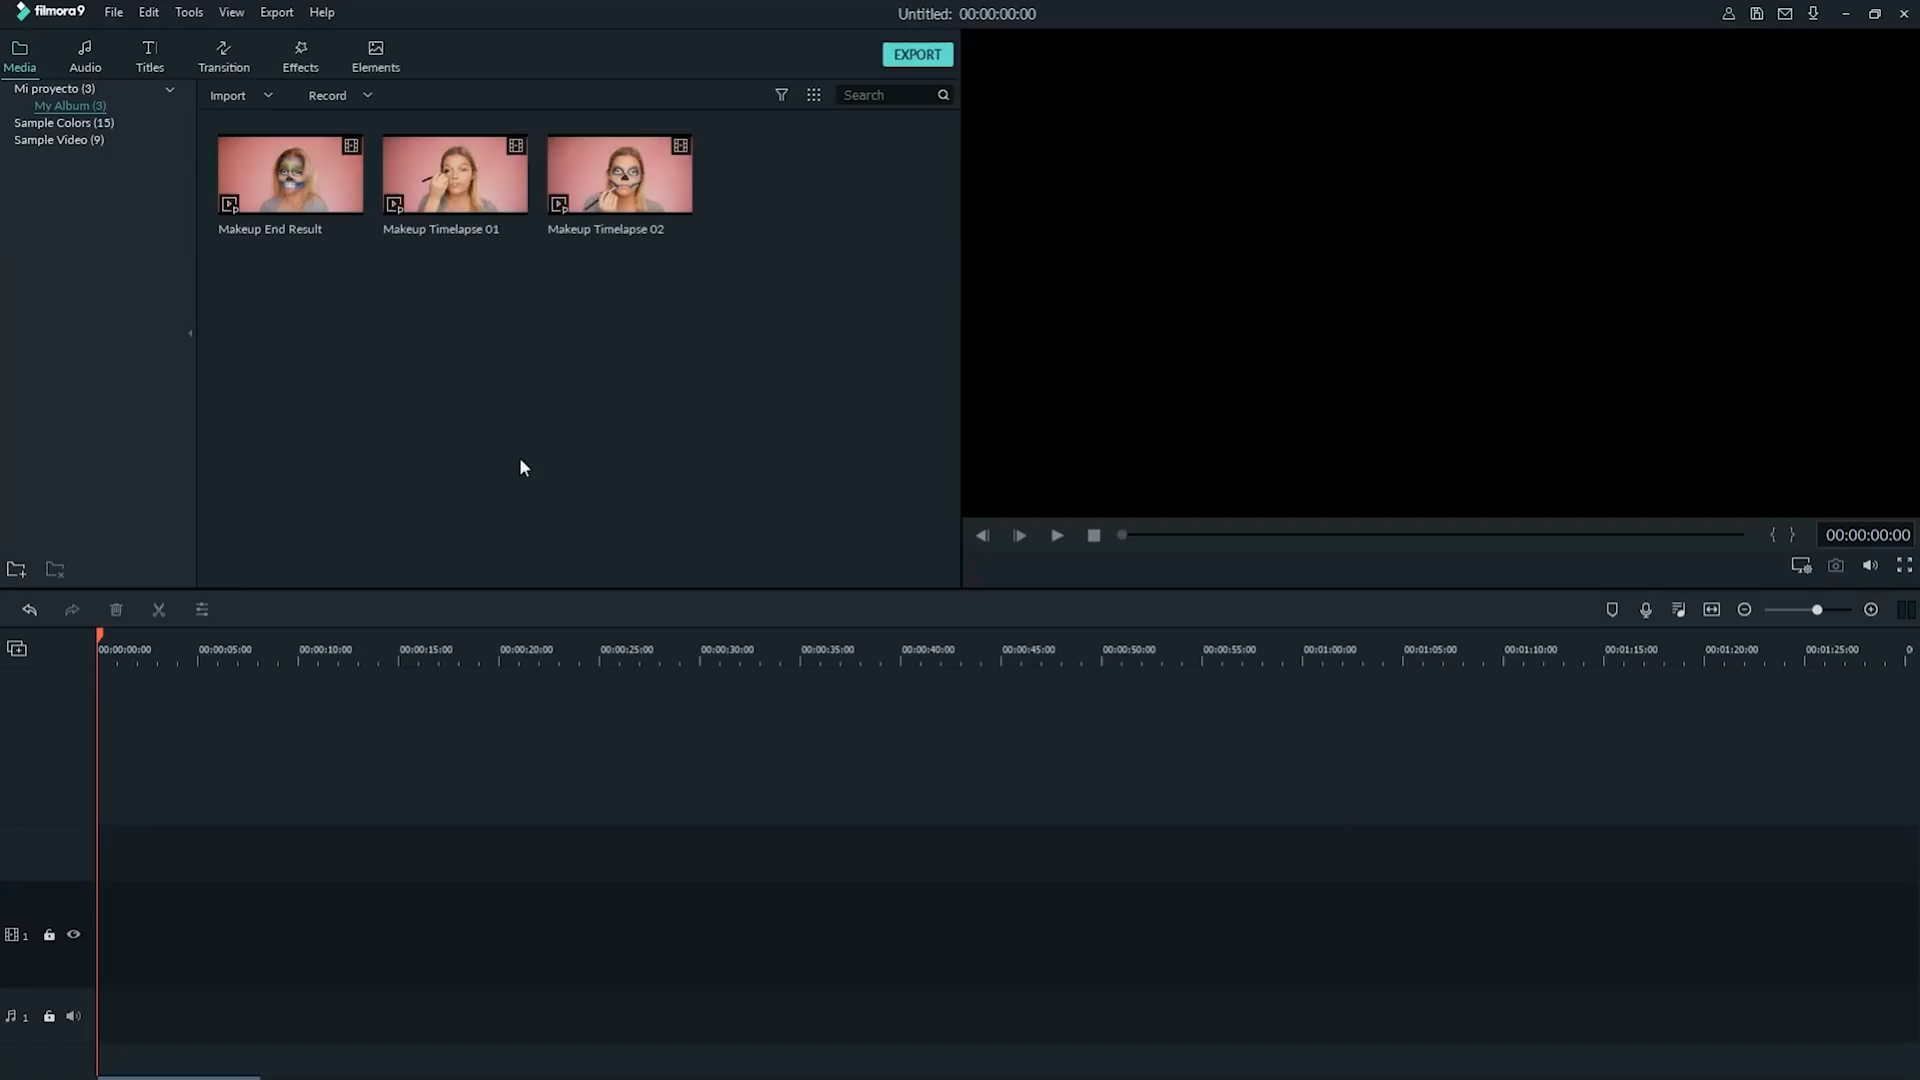 filmora9 File Edit Tools View Export Help
Untitled: 00:00:00:00
Media Audio Titles Transition Effects Elements
EXPORT
Mi proyecto (3)
My Album (3)
Sample Colors (15)
Sample Video (9)
Import Record Search
Makeup End Result Makeup Timelapse 01 Makeup Timelapse 02
00:00:00:00
00:00:00:00 00:00:05:00 00:00:10:00 00:00:15:00 00:00:20:00 00:00:25:00 00:00:30:00 00:00:35:00 00:00:40:00 00:00:45:00 00:00:50:00 00:00:55:00 00:01:00:00 00:01:05:00 00:01:10:00 00:01:15:00 00:01:20:00 00:01:25:00 0
1
1